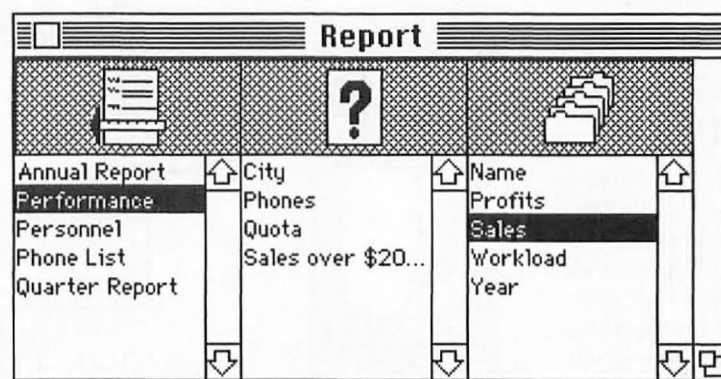 Report
?
Annual Report
Performance
Personnel
Phone List
Quarter Report
City
Phones
Quota
Sales over $20...
Name
Profits
Sales
Workload
Year